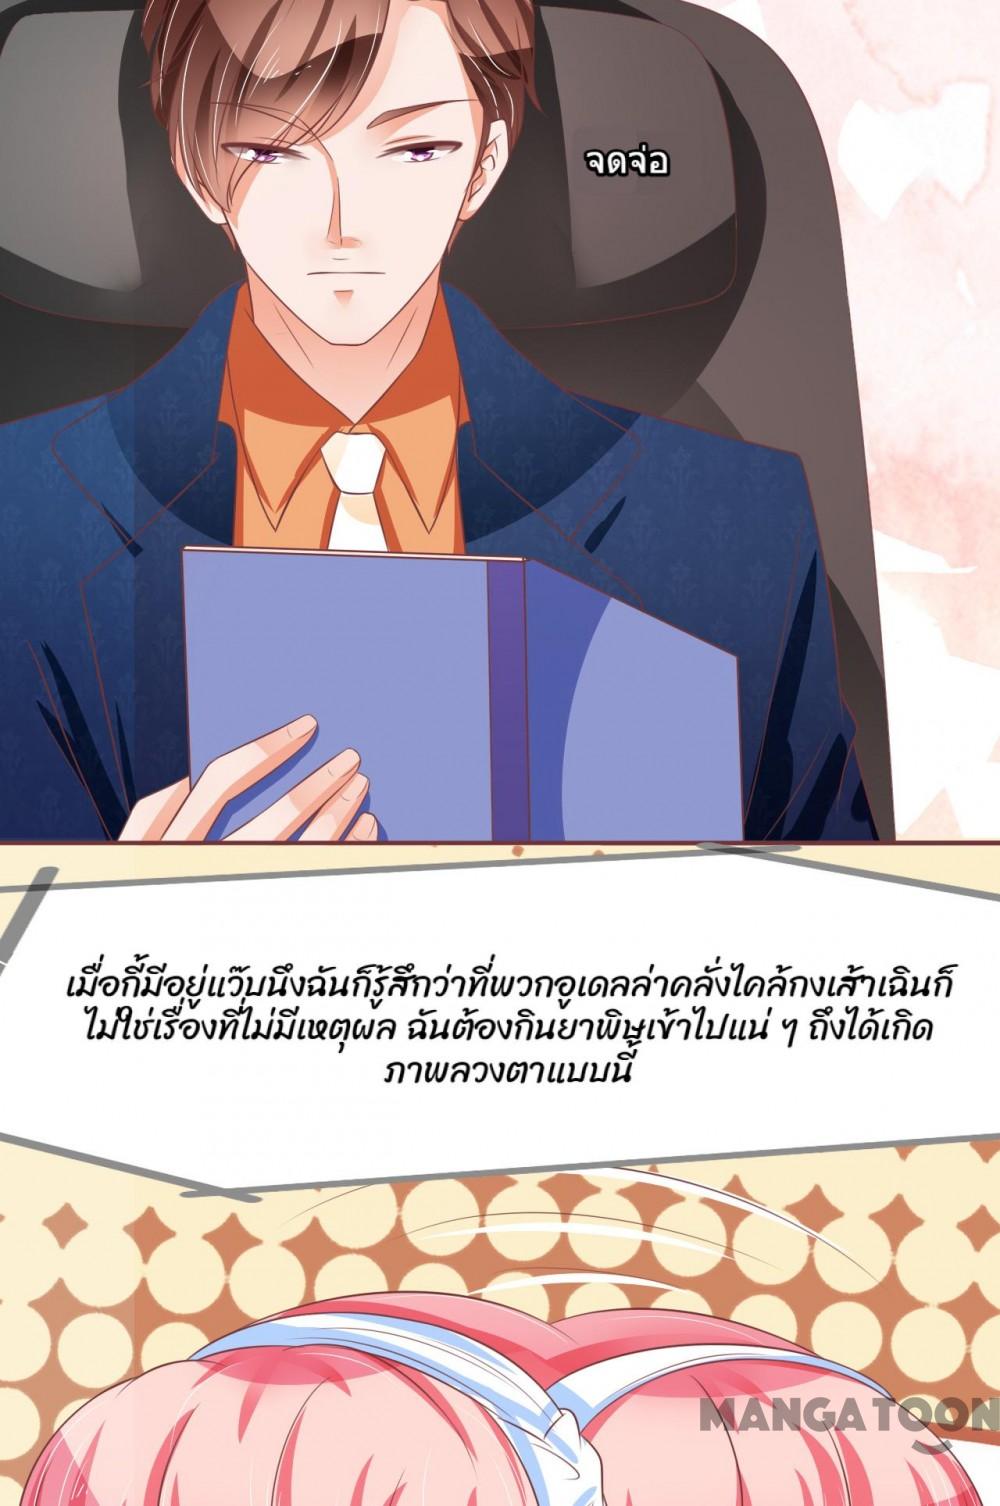 จดจ่อ
เมื่อกี้มีอยู่แว๊บนึงฉันก็รู้สึกว่าที่พวกอูเดลล่าคลั่งไคล้กงเส้าเฉินก็
ไม่ใช่เรื่องที่ไม่มีเหตุผล ฉันต้องกินยาพิษเข้าไปแน่ ๆ ถึงได้เกิด
ภาพลวงตาแบบนี้
MANGA TOON